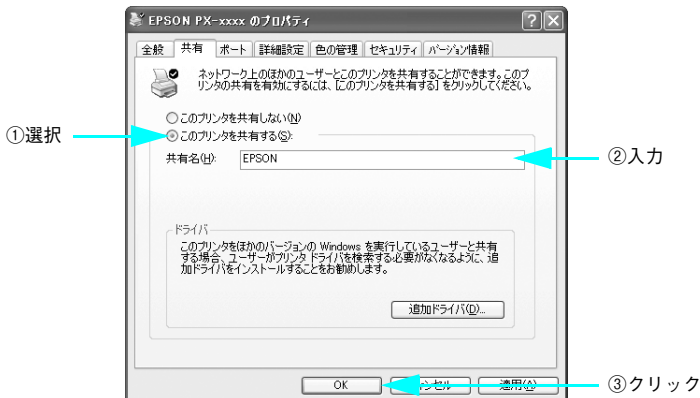 EPSON PX-xxxx のプロパティ
全般 共有 ポート 詳細設定 色の管理 セキュリティ バージョン情報
ネットワーク上のほかのユーザーとこのプリンタを共有することができます。このプ
リンタの共有を有効にするには、[このプリンタを共有する] をクリックしてください。
このプリンタを共有しない(N)
①選択
このプリンタを共有する(S):
共有名(H): EPSON
②入力
ドライバ
このプリンタをほかのバージョンの Windows を実行しているユーザーと共有
する場合、ユーザーがプリンタ ドライバを検索する必要がなくなるように、追
加ドライバをインストールすることをお勧めします。
追加ドライバ(D)...
OK キャンセル 適用(A)
③クリック